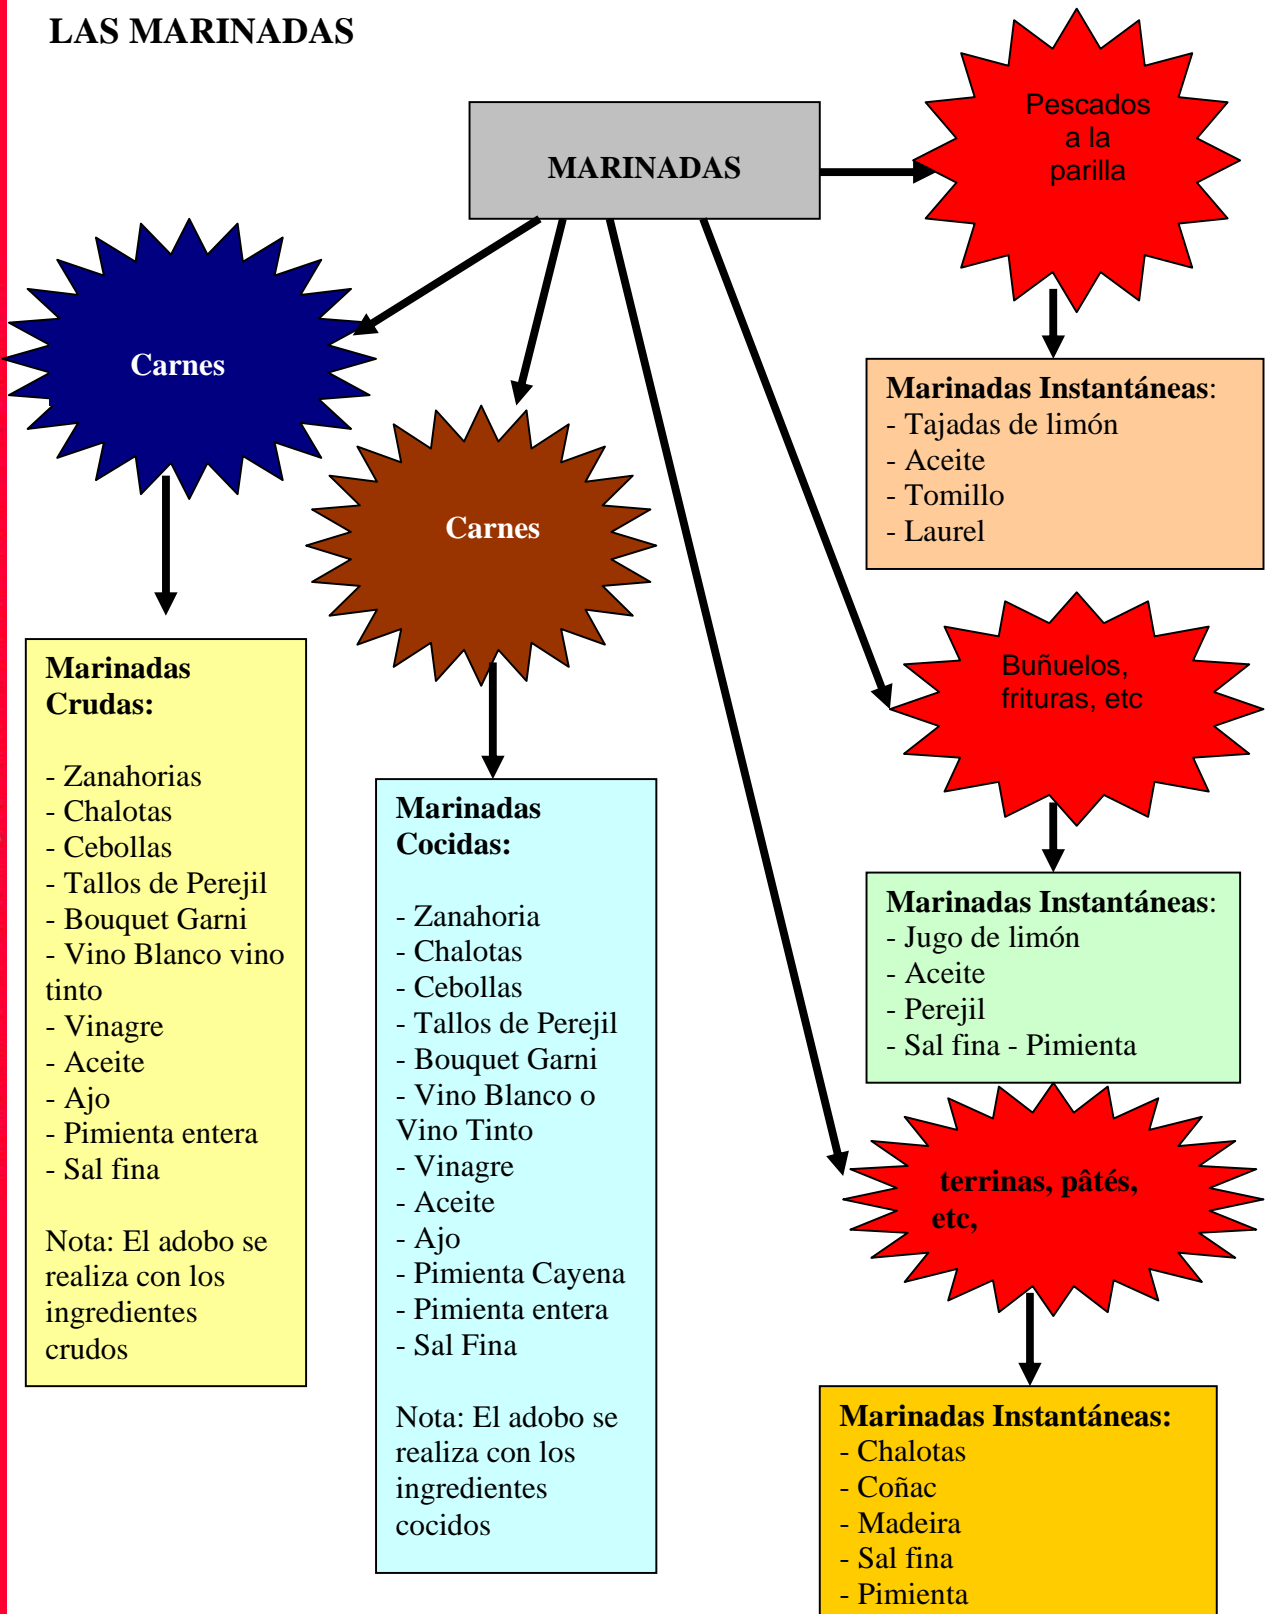 LAS MARINADAS
MARINADAS
Pescados
a la
parilla
Carnes
Carnes
Marinadas Instantáneas:
- Tajadas de limón
- Aceite
- Tomillo
- Laurel
Buñuelos,
frituras, etc
Marinadas
Crudas:
- Zanahorias
- Chalotas
- Cebollas
- Tallos de Perejil
- Bouquet Garni
- Vino Blanco vino
tinto
- Vinagre
- Aceite
- Ajo
- Pimienta entera
- Sal fina
Nota: El adobo se
realiza con los
ingredientes
crudos
Marinadas
Cocidas:
- Zanahoria
- Chalotas
- Cebollas
- Tallos de Perejil
- Bouquet Garni
- Vino Blanco o
Vino Tinto
- Vinagre
- Aceite
- Ajo
- Pimienta Cayena
- Pimienta entera
- Sal Fina
Nota: El adobo se
realiza con los
ingredientes
cocidos
Marinadas Instantáneas:
- Jugo de limón
- Aceite
- Perejil
- Sal fina - Pimienta
terrinas, pâtés,
etc,
Marinadas Instantáneas:
- Chalotas
- Coñac
- Madeira
- Sal fina
- Pimienta